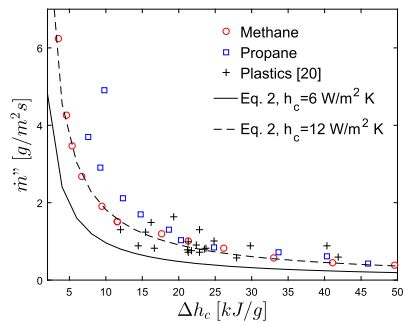 6
4
2
0
Methane
Propane
Plastics [20]
Eq. 2, h_c=6 W/m² K
Eq. 2, h_c=12 W/m² K
ṁ” [g/m²s]
5 10 15 20 25 30 35 40 45 50
Δh_c [kJ/g]